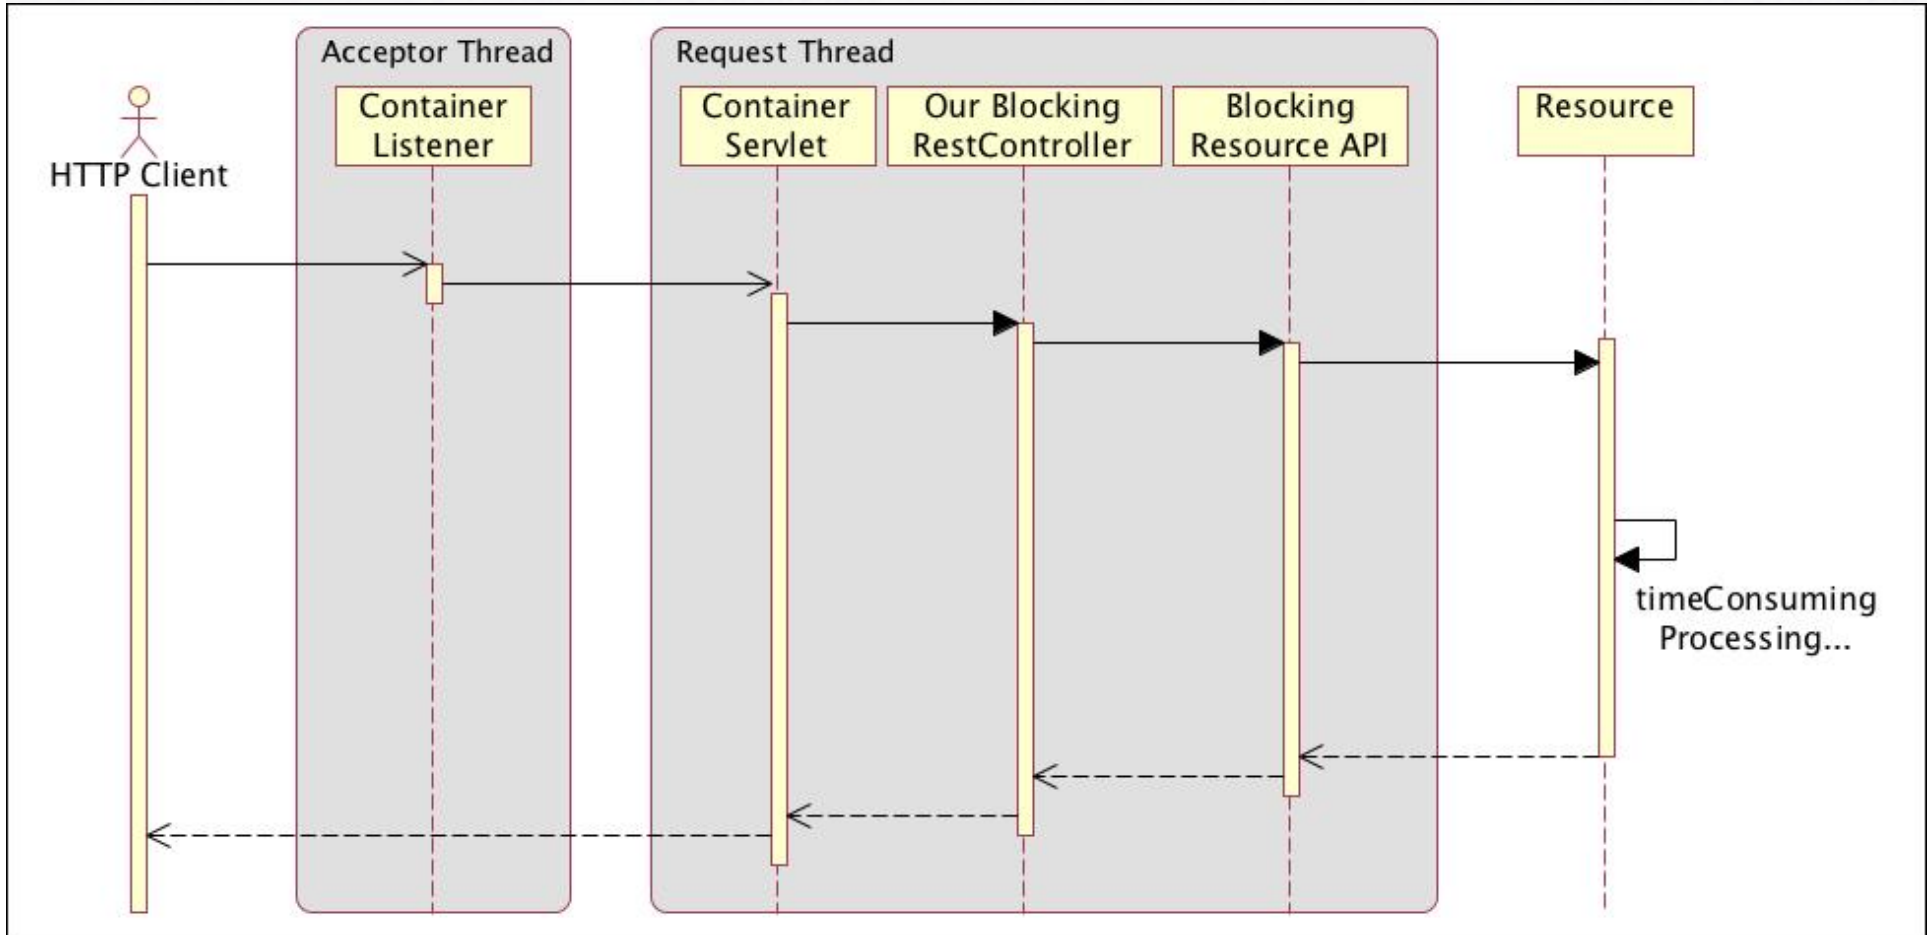 Acceptor Thread
Request Thread
HTTP Client
Container
Listener
Container
Servlet
Our Blocking
RestController
Blocking
Resource API
Resource
timeConsuming
Processing...